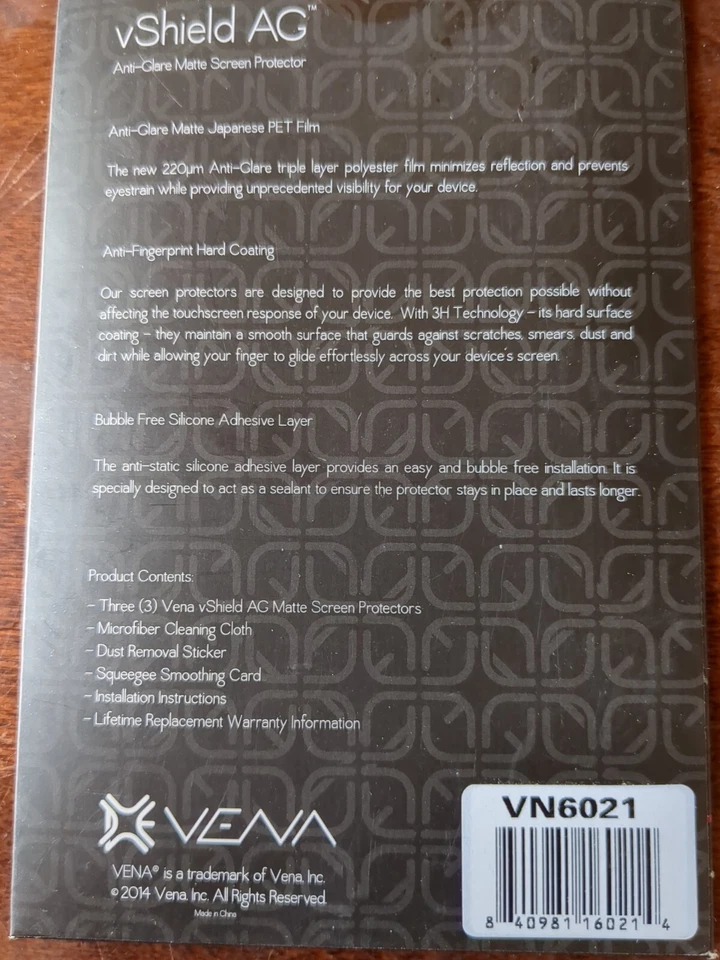 vShield AG™
Anti-Glare Matte Screen Protector
Anti-Glare Matte Japanese PET Film
The new 220µm Anti-Glare triple layer polyester film minimizes reflection and prevents
eyestrain while providing unprecedented visibility for your device.
Anti-Fingerprint Hard Coating
Our screen protectors are designed to provide the best protection possible without
affecting the touchscreen response of your device. With 3H Technology – its hard surface
coating – they maintain a smooth surface that guards against scratches, smears, dust and
dirt while allowing your finger to glide effortlessly across your device's screen.
Bubble Free Silicone Adhesive Layer
The anti-static silicone adhesive layer provides an easy and bubble free installation. It is
specially designed to act as a sealant to ensure the protector stays in place and lasts longer.
Product Contents:
- Three (3) Vena vShield AG Matte Screen Protectors
- Microfiber Cleaning Cloth
- Dust Removal Sticker
- Squeegee Smoothing Card
- Installation Instructions
- Lifetime Replacement Warranty Information
VENA
VENA® is a trademark of Vena, Inc.
© 2014 Vena, Inc. All Rights Reserved.
Made in China
VN6021
8 40981 16021 4